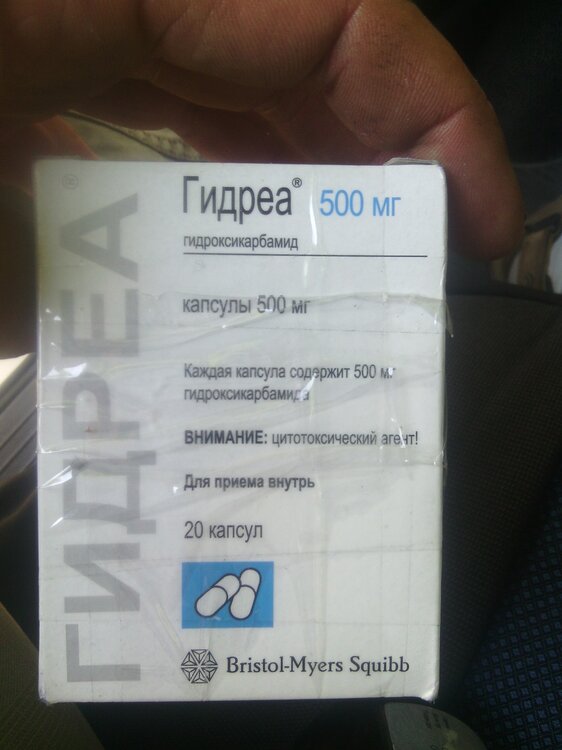 ГИДРЕА®
Гидреа® 500 мг
гидроксикарбамид
капсулы 500 мг
Каждая капсула содержит 500 мг
гидроксикарбамида
ВНИМАНИЕ: цитотоксический агент!
Для приема внутрь
20 капсул
Bristol-Myers Squibb